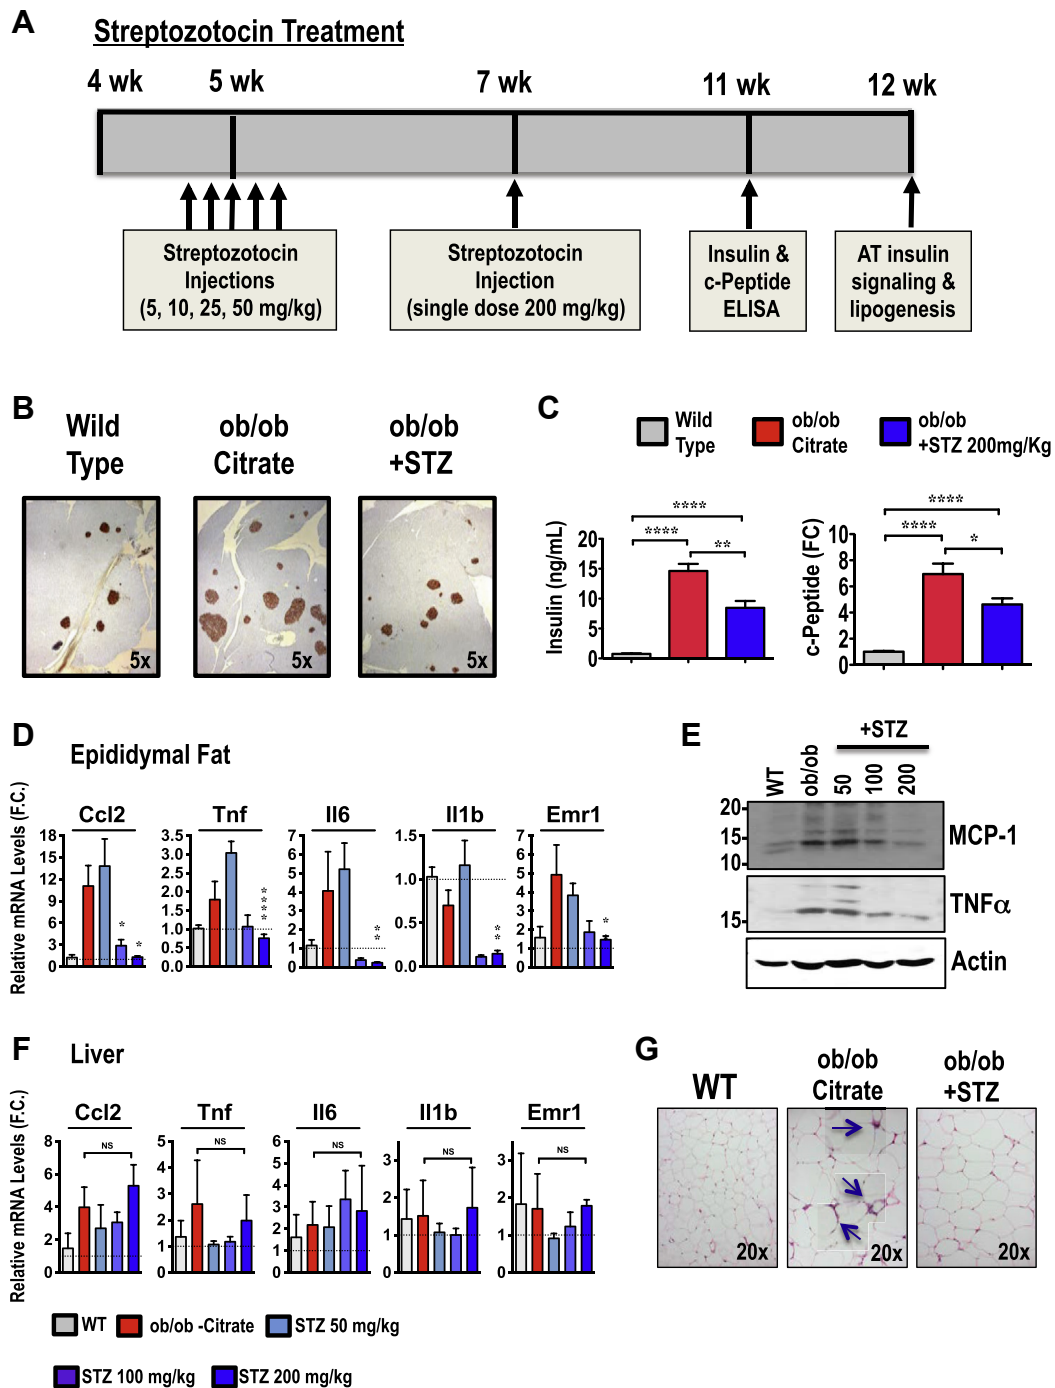 A
Streptozotocin Treatment
4 wk 5 wk 7 wk 11 wk 12 wk
Streptozotocin
Injections
(5, 10, 25, 50 mg/kg)
Streptozotocin
Injection
(single dose 200 mg/kg)
Insulin &
c-Peptide
ELISA
AT insulin
signaling &
lipogenesis
B
Wild
Type
ob/ob
Citrate
ob/ob
+STZ
5x
5x
5x
C
Wild
Type
ob/ob
Citrate
ob/ob
+STZ 200mg/Kg
Insulin (ng/mL)
20
15
10
5
0
****
****
**
c-Peptide (FC)
10
8
6
4
2
0
****
****
*
D
Epididymal Fat
Relative mRNA Levels (F.C.)
Ccl2
18
15
12
9
6
3
0
*
*
Tnf
3.5
3.0
2.5
2.0
1.5
1.0
0.5
0.0
****
Il6
7
6
5
4
3
2
1
0
**
Il1b
1.5
1.0
0.5
0.0
**
Emr1
7
6
5
4
3
2
1
0
*
E
+STZ
WT ob/ob 50 100 200
20
15
10
MCP-1
15
TNFα
Actin
F
Liver
Relative mRNA Levels (F.C.)
Ccl2
8
6
4
2
0
NS
Tnf
5
4
3
2
1
0
NS
Il6
6
5
4
3
2
1
0
NS
Il1b
4
3
2
1
0
NS
Emr1
4
3
2
1
0
NS
WT
ob/ob -Citrate
STZ 50 mg/kg
STZ 100 mg/kg
STZ 200 mg/kg
G
WT
ob/ob
Citrate
ob/ob
+STZ
20x
20x
20x